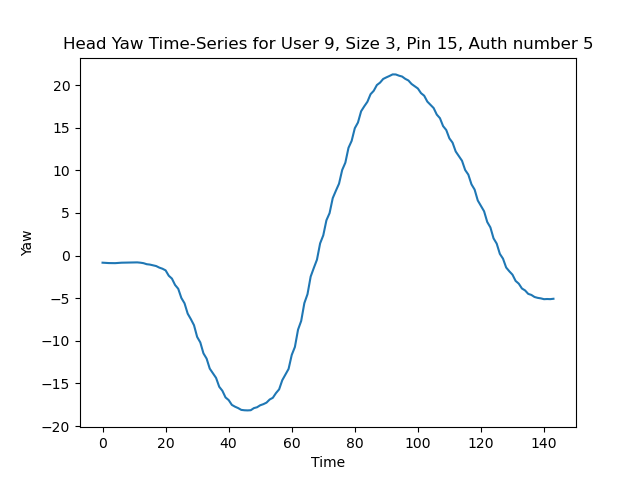 Head Yaw Time-Series for User 9, Size 3, Pin 15, Auth number 5
20
15
10
5
0
−5
−10
−15
−20
Yaw
0 20 40 60 80 100 120 140
Time